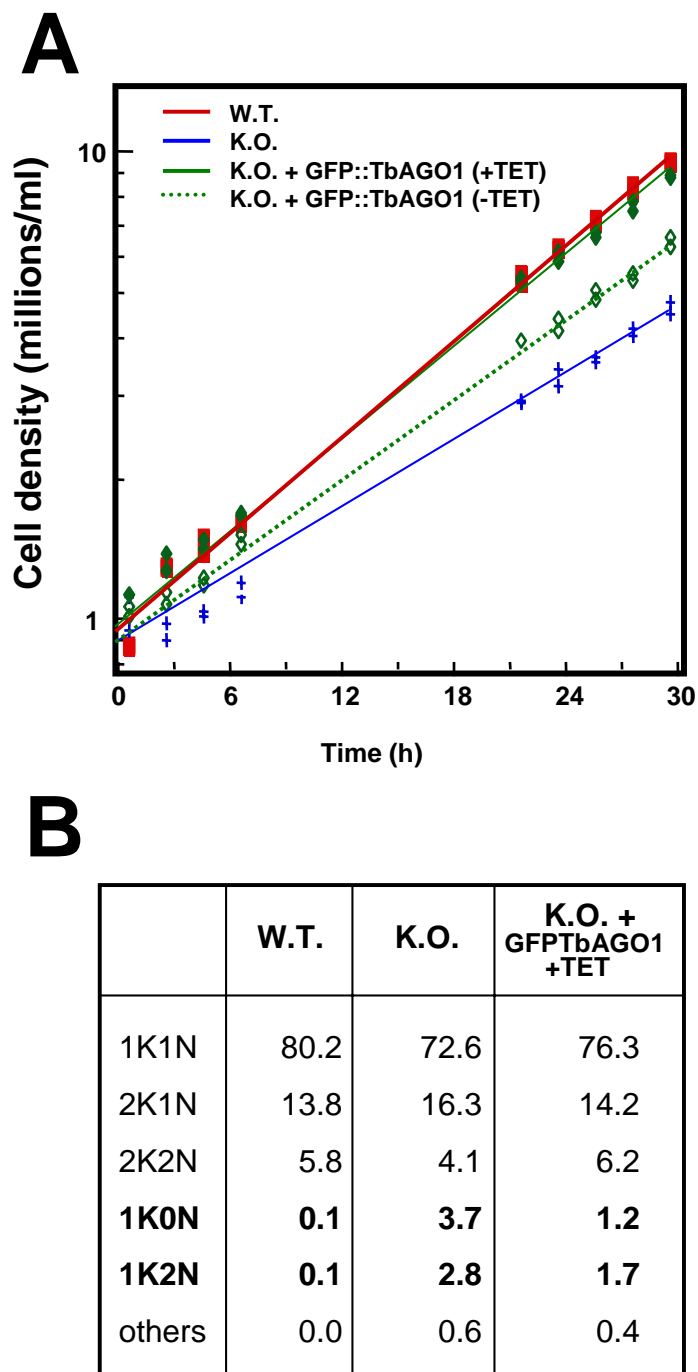 A
W.T.
K.O.
K.O. + GFP::TbAGO1 (+TET)
K.O. + GFP::TbAGO1 (-TET)
Cell density (millions/ml)
10
1
0 6 12 18 24 30
Time (h)
B
W.T. K.O. K.O. +
GFPTbAGO1
+TET
1K1N 80.2 72.6 76.3
2K1N 13.8 16.3 14.2
2K2N 5.8 4.1 6.2
1K0N 0.1 3.7 1.2
1K2N 0.1 2.8 1.7
others 0.0 0.6 0.4